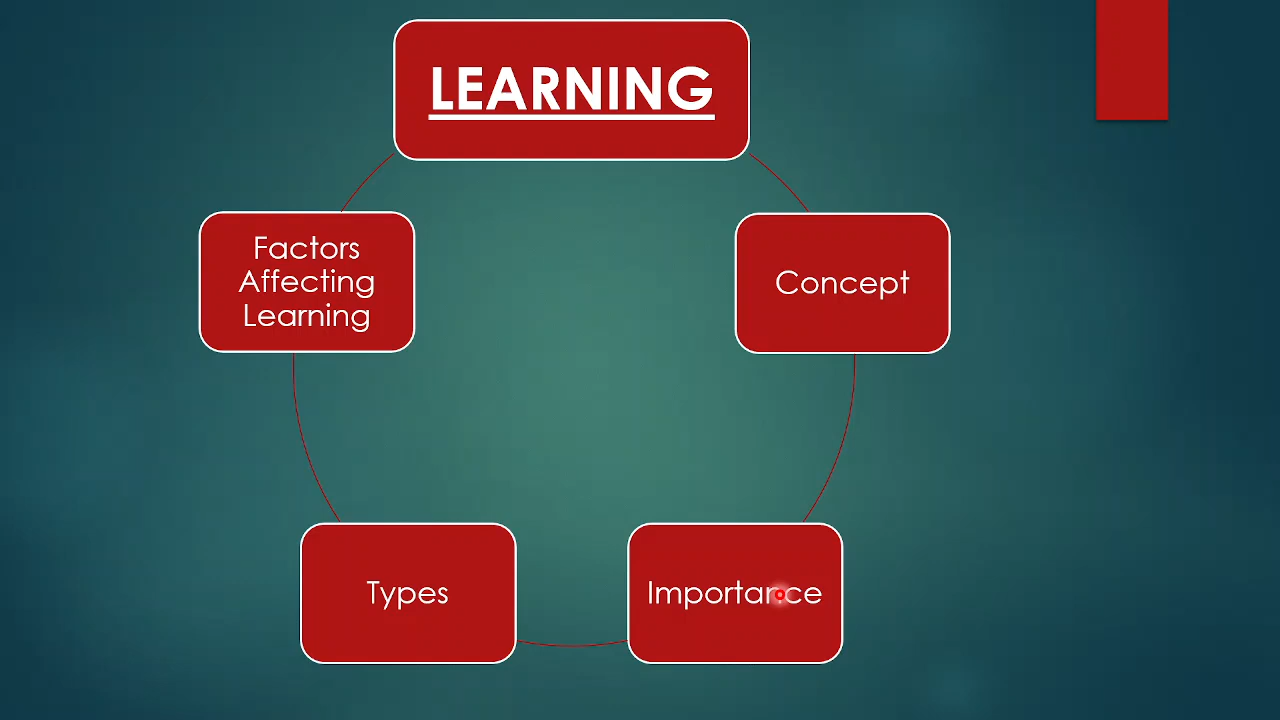 LEARNING
Concept
Importance
Types
Factors
Affecting
Learning